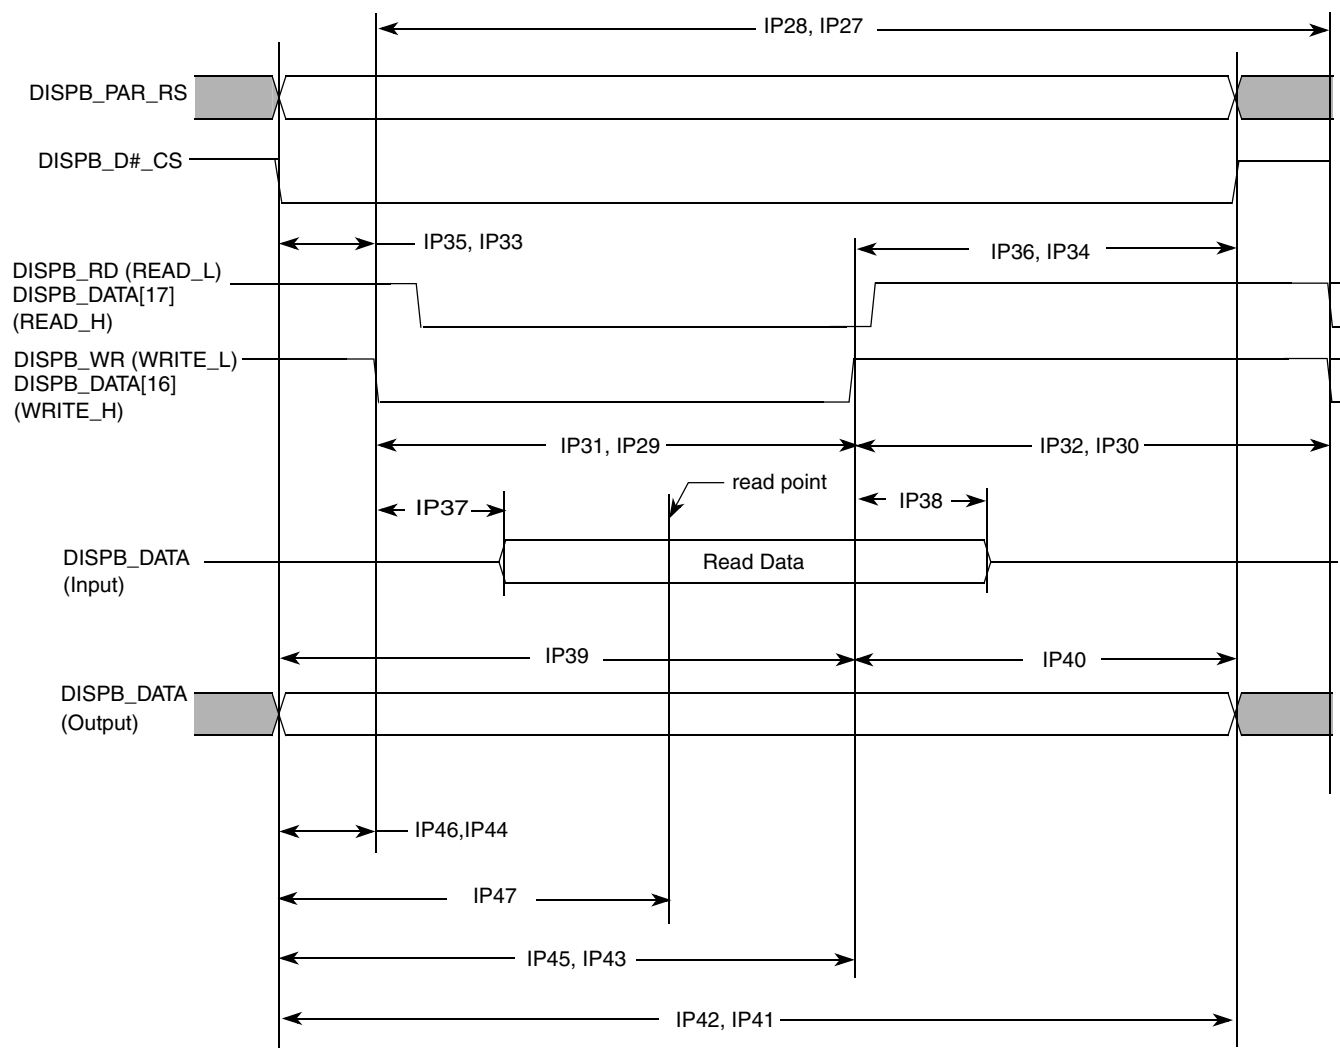 IP28, IP27
DISPB_PAR_RS
DISPB_D#_CS
IP35, IP33
IP36, IP34
DISPB_RD (READ_L)
DISPB_DATA[17]
(READ_H)
DISPB_WR (WRITE_L)
DISPB_DATA[16]
(WRITE_H)
IP31, IP29
IP32, IP30
read point
IP37
IP38
DISPB_DATA
(Input)
Read Data
IP39
IP40
DISPB_DATA
(Output)
IP46,IP44
IP47
IP45, IP43
IP42, IP41